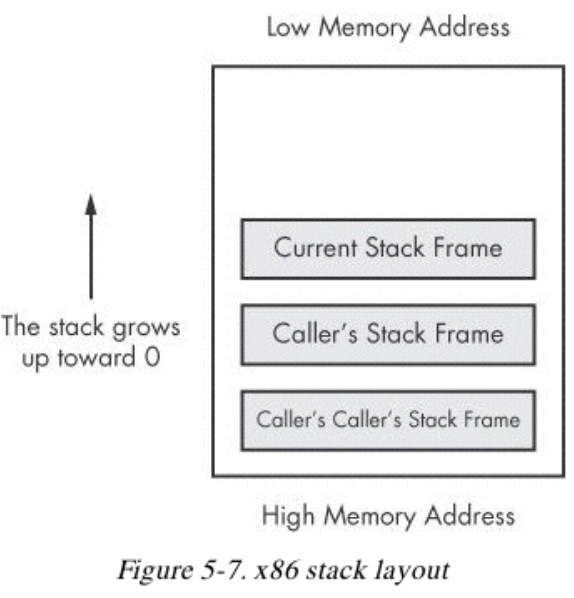 Low Memory Address
Current Stack Frame
The stack grows
up toward 0
Caller's Stack Frame
Caller's Caller's Stack Frame
High Memory Address
Figure 5-7. x86 stack layout